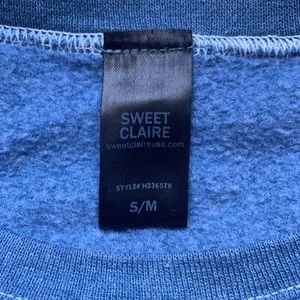 SWEET
CLAIRE
sweetclaireusa.com
STYLE# H3365TK
S/M